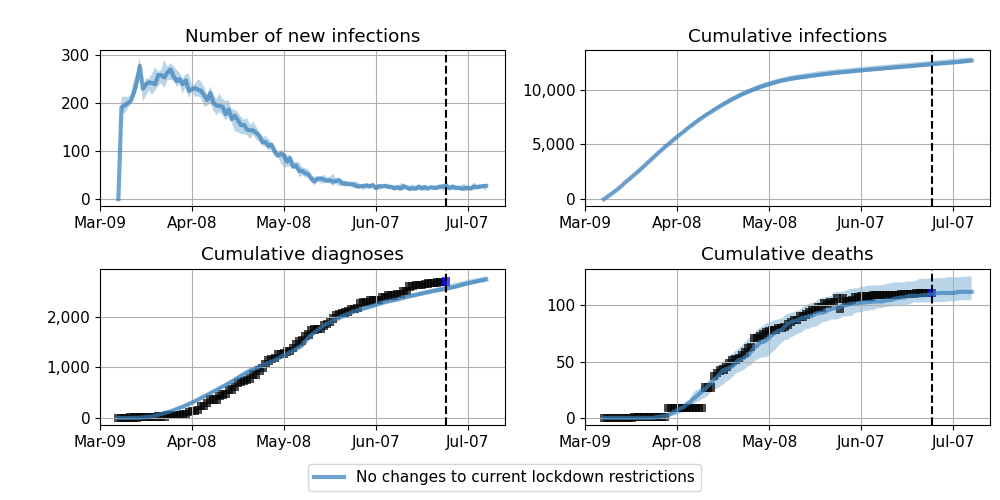 Number of new infections
300
200
100
0
Mar-09 Apr-08 May-08 Jun-07 Jul-07
Cumulative infections
10,000
5,000
0
Mar-09 Apr-08 May-08 Jun-07 Jul-07
Cumulative diagnoses
2,000
1,000
0
Mar-09 Apr-08 May-08 Jun-07 Jul-07
Cumulative deaths
100
50
0
Mar-09 Apr-08 May-08 Jun-07 Jul-07
No changes to current lockdown restrictions